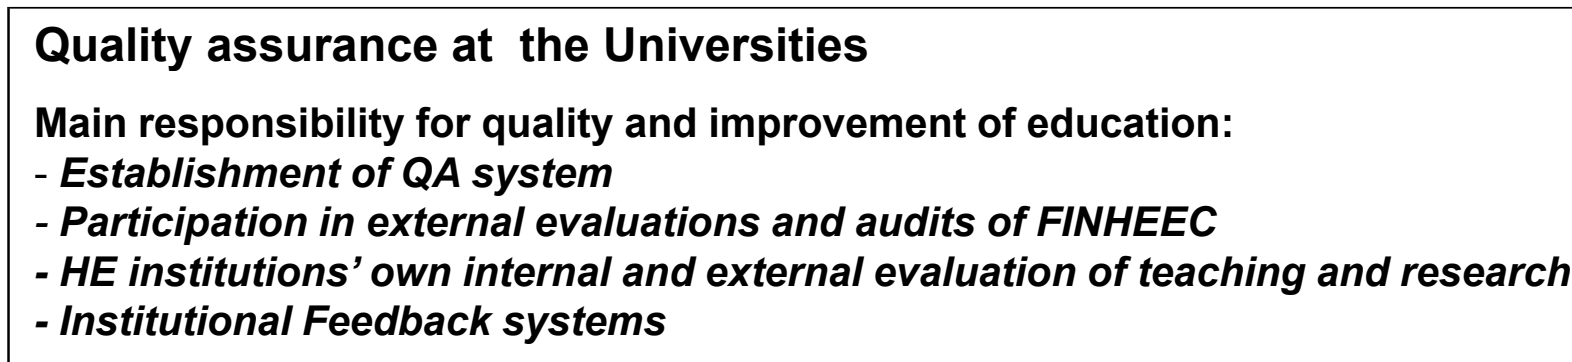 Quality assurance at  the Universities
Main responsibility for quality and improvement of education:
- Establishment of QA system
- Participation in external evaluations and audits of FINHEEC
- HE institutions’ own internal and external evaluation of teaching and research
- Institutional Feedback systems